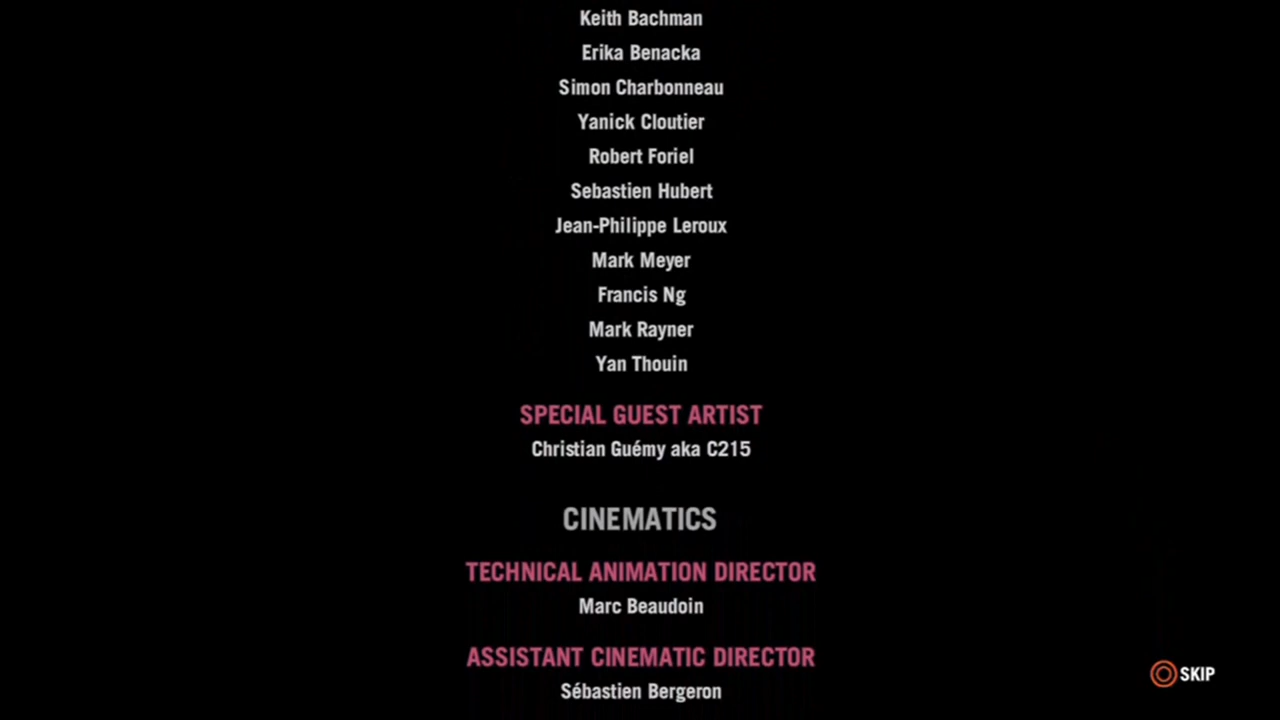 Keith Bachman
Erika Benacka
Simon Charbonneau
Yanick Cloutier
Robert Foriel
Sebastien Hubert
Jean-Philippe Leroux
Mark Meyer
Francis Ng
Mark Rayner
Yan Thouin
SPECIAL GUEST ARTIST
Christian Guémy aka C215
CINEMATICS
TECHNICAL ANIMATION DIRECTOR
Marc Beaudoin
ASSISTANT CINEMATIC DIRECTOR
Sébastien Bergeron
SKIP